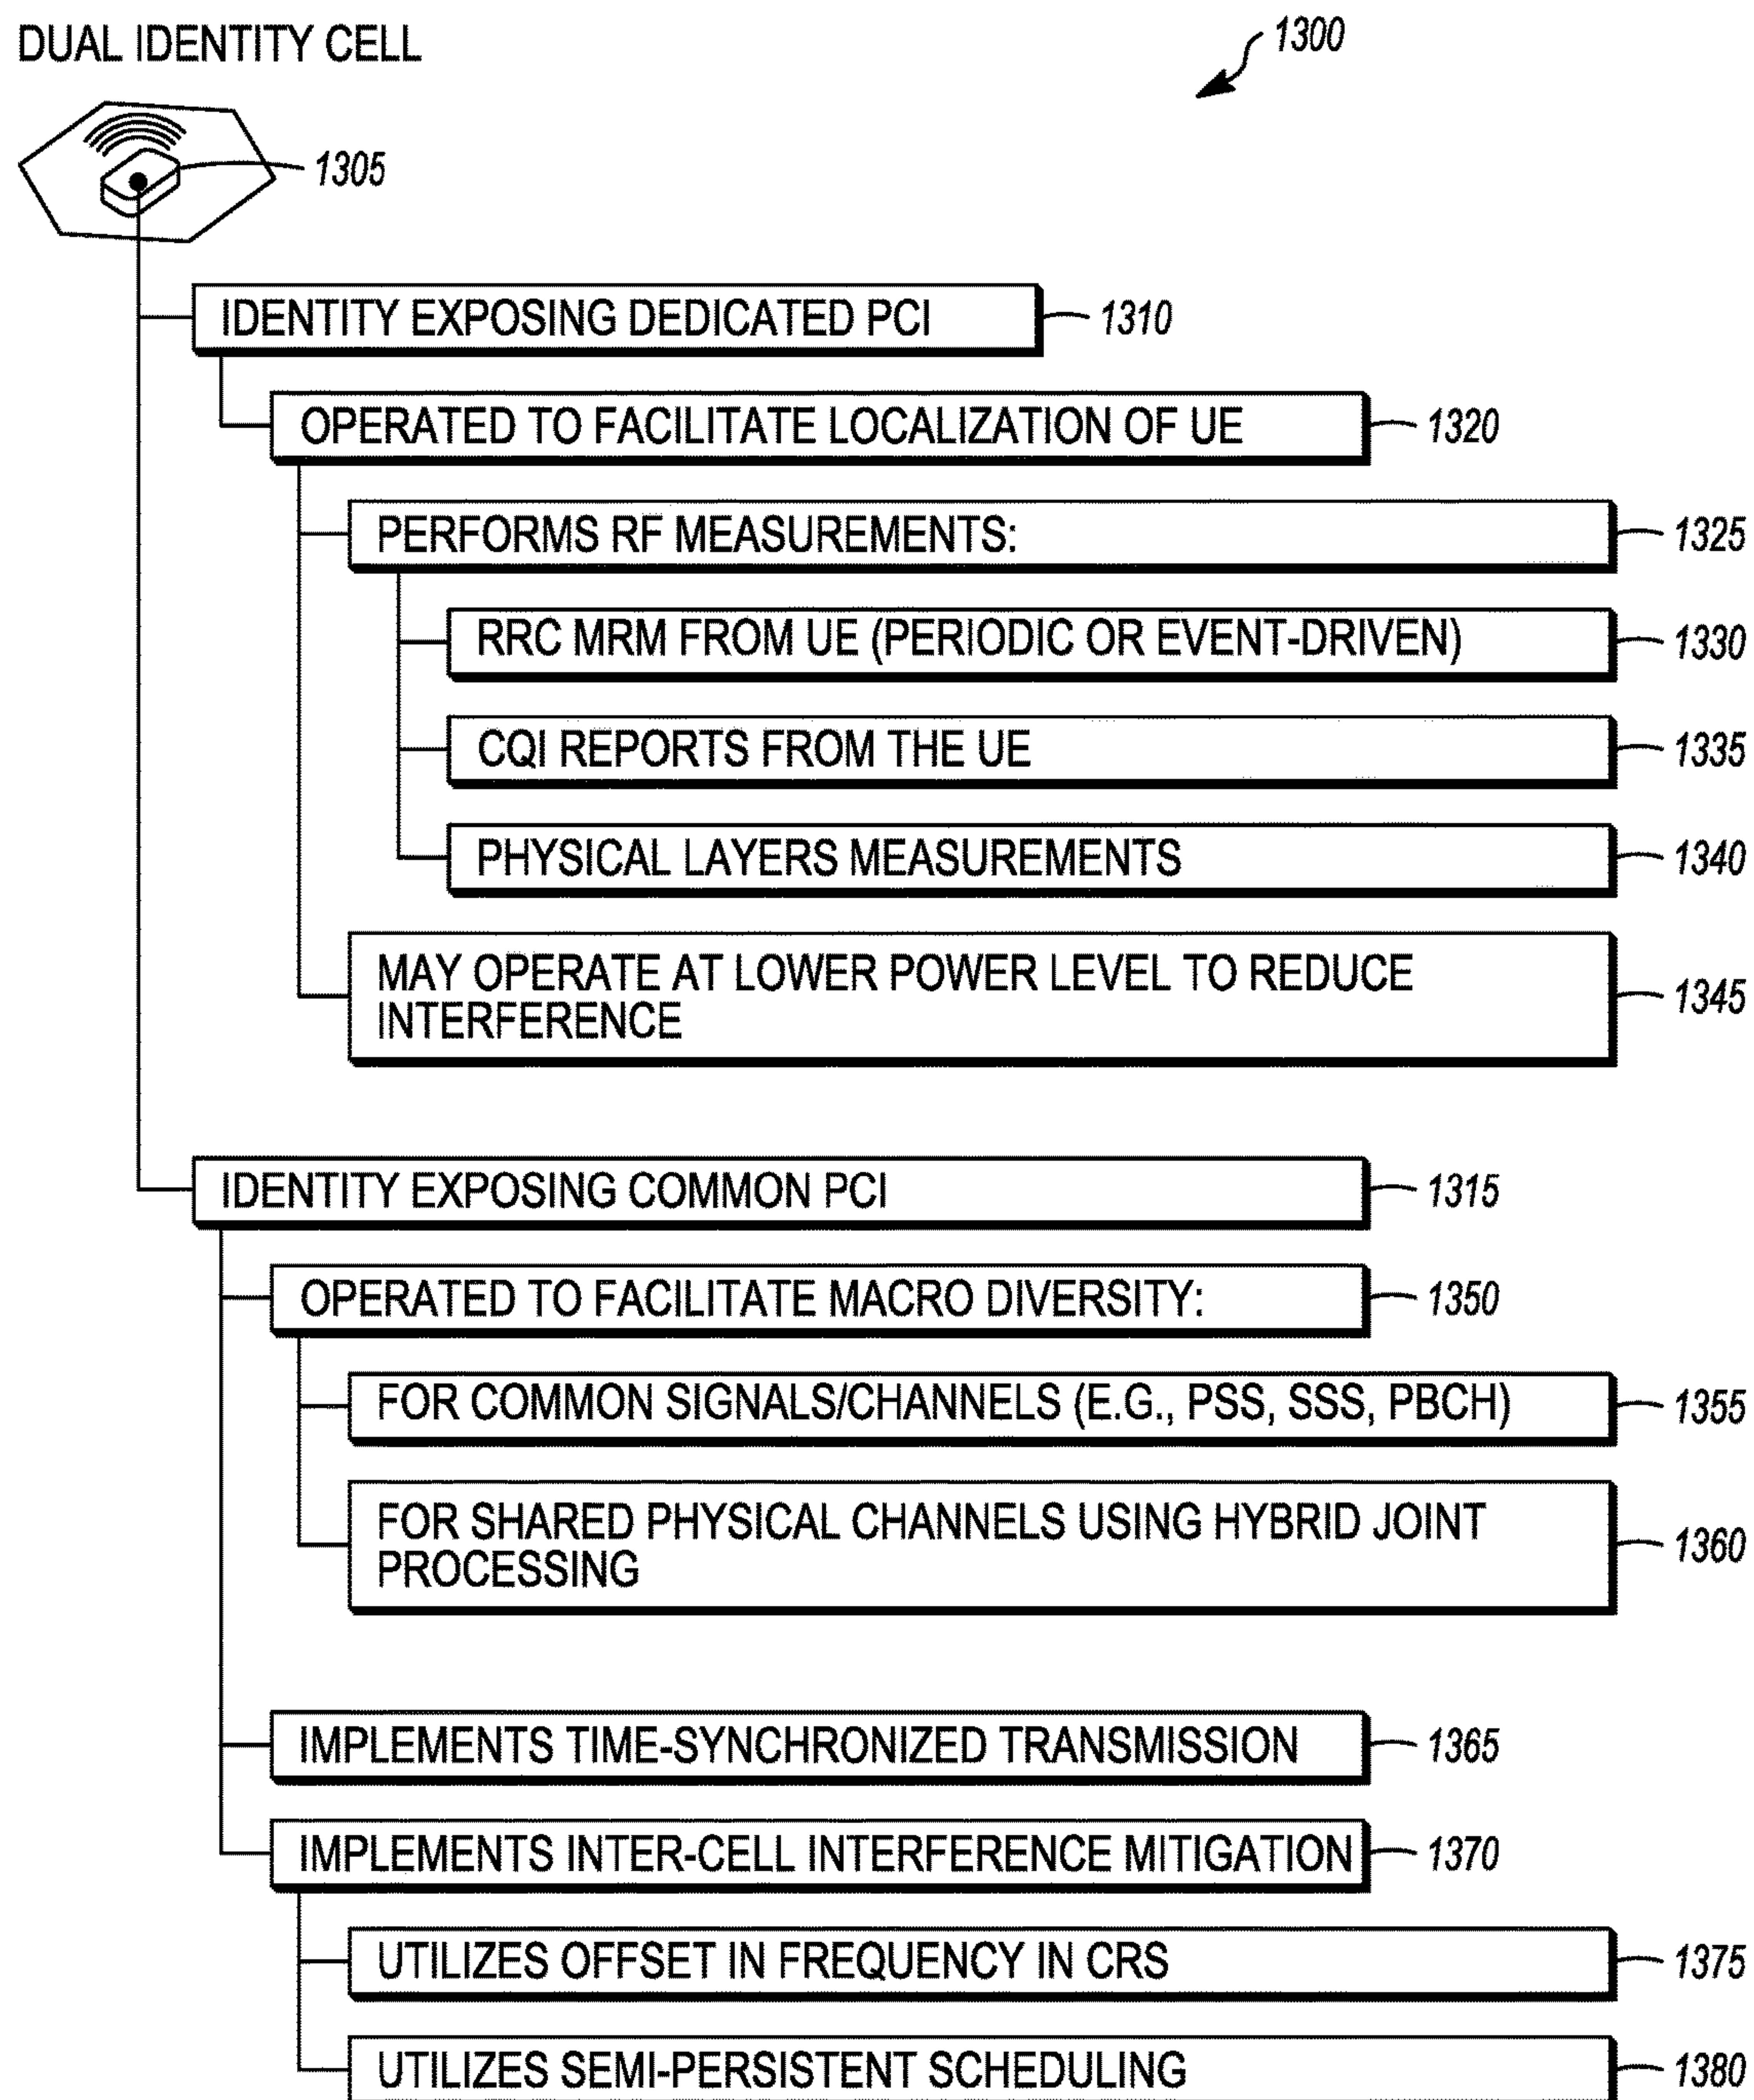 DUAL IDENTITY CELL
1300
1305
IDENTITY EXPOSING DEDICATED PCI
1310
OPERATED TO FACILITATE LOCALIZATION OF UE
1320
PERFORMS RF MEASUREMENTS:
1325
RRC MRM FROM UE (PERIODIC OR EVENT-DRIVEN)
1330
CQI REPORTS FROM THE UE
1335
PHYSICAL LAYERS MEASUREMENTS
1340
MAY OPERATE AT LOWER POWER LEVEL TO REDUCE
INTERFERENCE
1345
IDENTITY EXPOSING COMMON PCI
1315
OPERATED TO FACILITATE MACRO DIVERSITY:
1350
FOR COMMON SIGNALS/CHANNELS (E.G., PSS, SSS, PBCH)
1355
FOR SHARED PHYSICAL CHANNELS USING HYBRID JOINT
PROCESSING
1360
IMPLEMENTS TIME-SYNCHRONIZED TRANSMISSION
1365
IMPLEMENTS INTER-CELL INTERFERENCE MITIGATION
1370
UTILIZES OFFSET IN FREQUENCY IN CRS
1375
UTILIZES SEMI-PERSISTENT SCHEDULING
1380